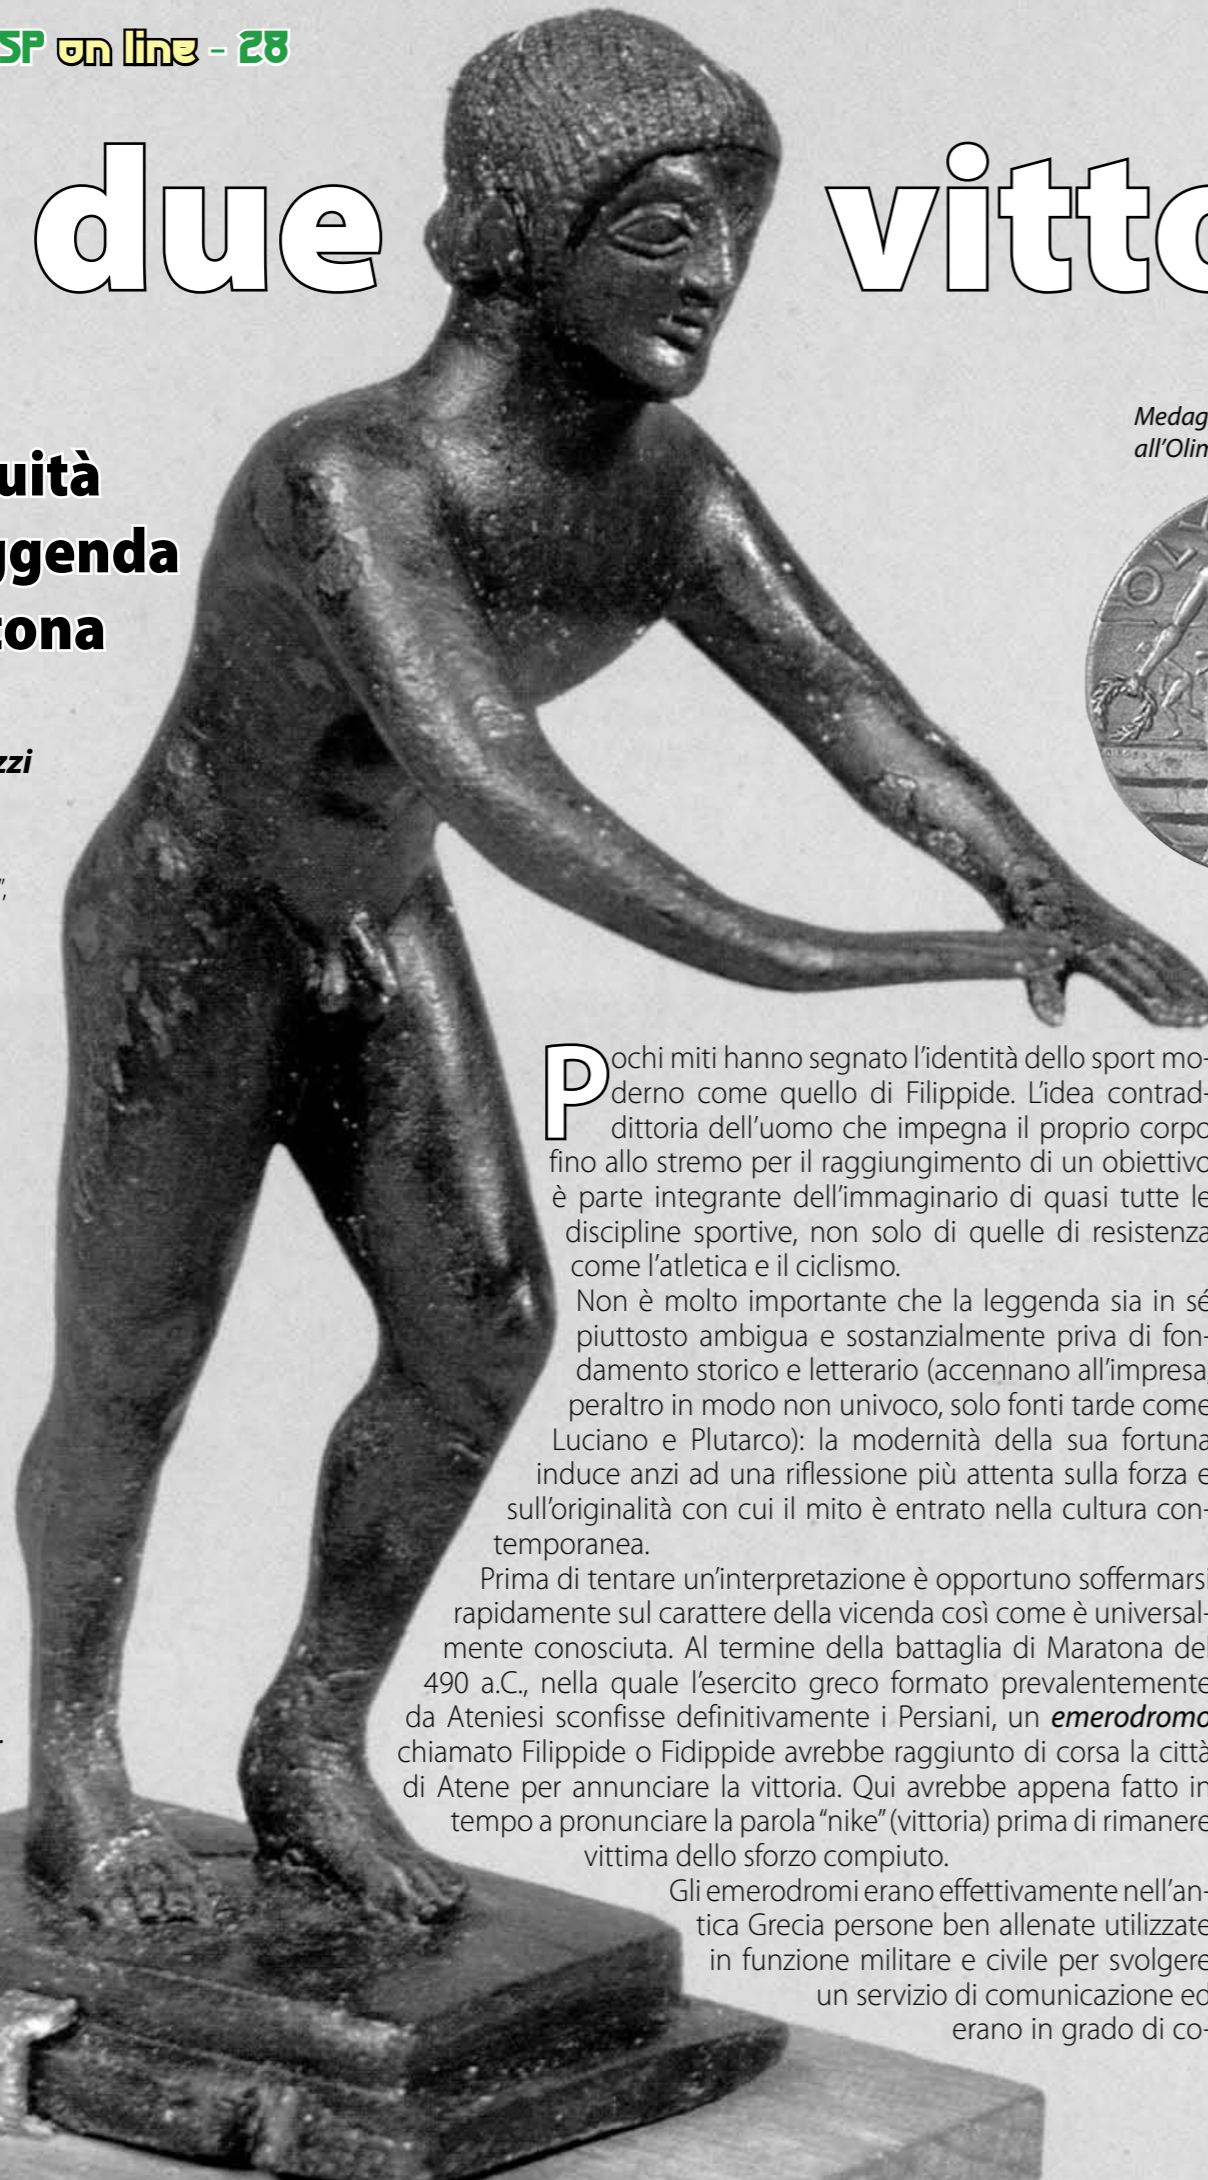 SP on line - 28
due vitto
uità
ggenda
tona
zzi
",
Medag
all'Olim
OL
Pochi miti hanno segnato l'identità dello sport mo-
derno come quello di Filippide. L'idea contrad-
dittoria dell'uomo che impegna il proprio corpo
fino allo stremo per il raggiungimento di un obiettivo
è parte integrante dell'immaginario di quasi tutte le
discipline sportive, non solo di quelle di resistenza
come l'atletica e il ciclismo.
Non è molto importante che la leggenda sia in sé
piuttosto ambigua e sostanzialmente priva di fon-
damento storico e letterario (accennano all'impresa,
peraltro in modo non univoco, solo fonti tarde come
Luciano e Plutarco): la modernità della sua fortuna
induce anzi ad una riflessione più attenta sulla forza e
sull'originalità con cui il mito è entrato nella cultura con-
temporanea.
Prima di tentare un'interpretazione è opportuno soffermarsi
rapidamente sul carattere della vicenda così come è universal-
mente conosciuta. Al termine della battaglia di Maratona del
490 a.C., nella quale l'esercito greco formato prevalentemente
da Ateniesi sconfisse definitivamente i Persiani, un emerodromo
chiamato Filippide o Fidippide avrebbe raggiunto di corsa la città
di Atene per annunciare la vittoria. Qui avrebbe appena fatto in
tempo a pronunciare la parola "nike" (vittoria) prima di rimanere
vittima dello sforzo compiuto.
Gli emerodromi erano effettivamente nell'an-
tica Grecia persone ben allenate utilizzate
in funzione militare e civile per svolgere
un servizio di comunicazione ed
erano in grado di co-